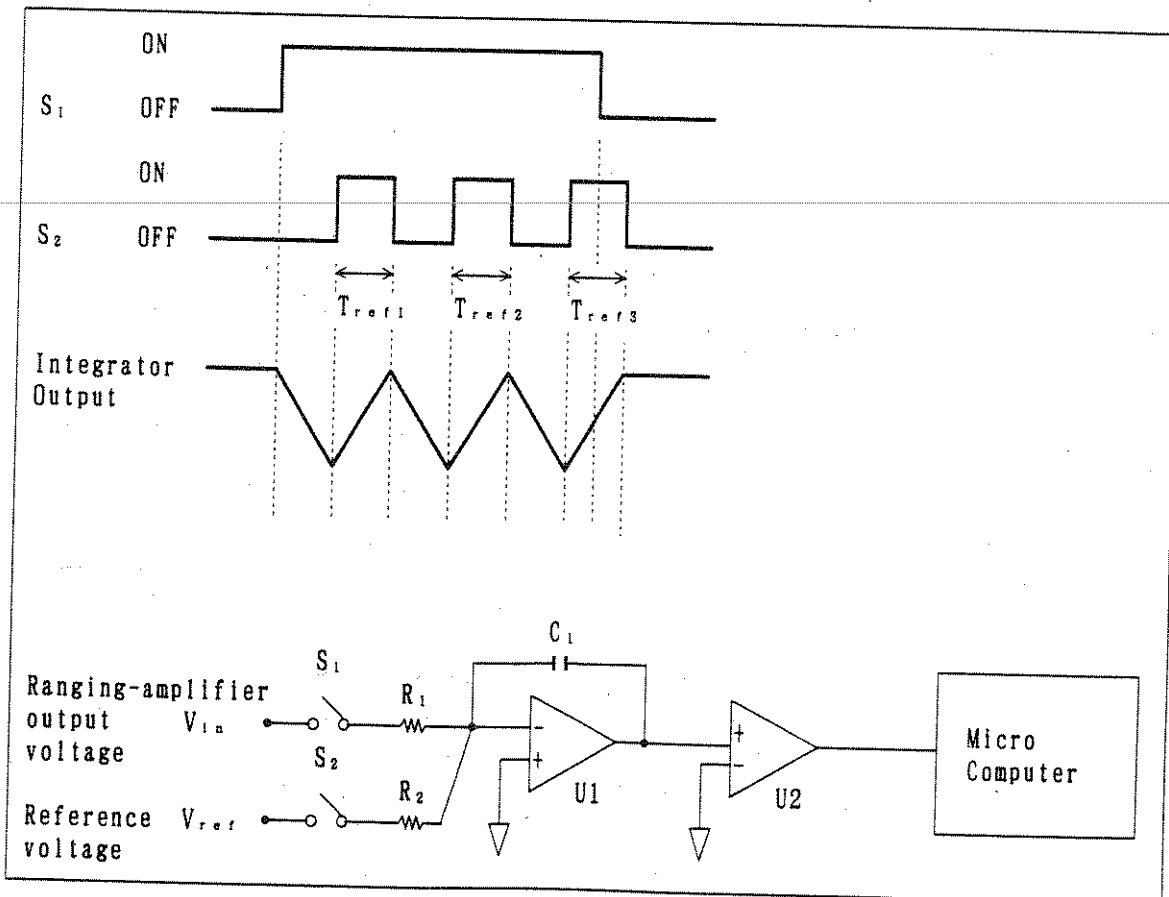 ON
S₁ OFF
ON
S₂ OFF
Tref1 Tref2 Tref3
Integrator
Output
C₁
S₁
Ranging-amplifier R₁
output Vin
voltage
S₂
R₂
Reference Vref
voltage
−
+
U1
+
−
U2
Micro
Computer